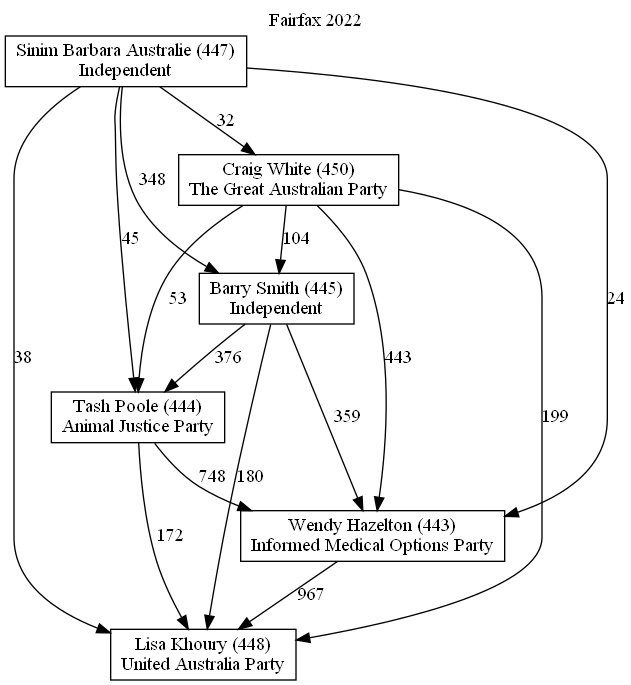 Fairfax 2022
Sinim Barbara Australie (447)
Independent
32
Craig White (450)
The Great Australian Party
348
45
104
Barry Smith (445)
Independent
53
24
38
376
443
Tash Poole (444)
Animal Justice Party
359
199
748
180
Wendy Hazelton (443)
Informed Medical Options Party
172
967
Lisa Khoury (448)
United Australia Party